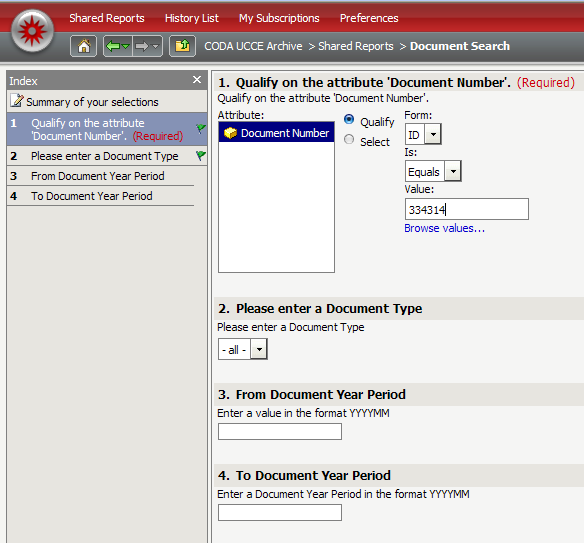 Shared Reports History List My Subscriptions Preferences
CODA UCCE Archive > Shared Reports > Document Search
Index ×
Summary of your selections
1 Qualify on the attribute
'Document Number'. (Required)
2 Please enter a Document Type
3 From Document Year Period
4 To Document Year Period
1. Qualify on the attribute 'Document Number'. (Required)
Qualify on the attribute 'Document Number'.
Attribute:
Document Number
Qualify
Select
Form:
ID
Is:
Equals
Value:
334314
Browse values...
2. Please enter a Document Type
Please enter a Document Type
- all -
3. From Document Year Period
Enter a value in the format YYYYMM
4. To Document Year Period
Enter a Document Year Period in the format YYYYMM